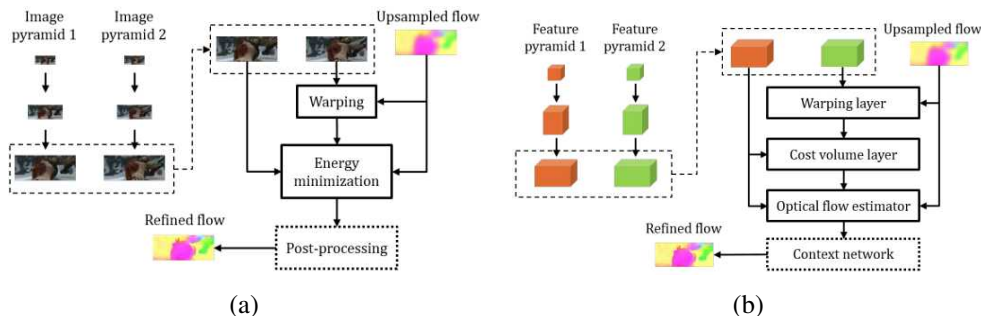 Image
pyramid 1
Image
pyramid 2
Upsampled flow
Warping
Energy
minimization
Refined flow
Post-processing
(a)
Feature
pyramid 1
Feature
pyramid 2
Upsampled flow
Warping layer
Cost volume layer
Optical flow estimator
Refined flow
Context network
(b)